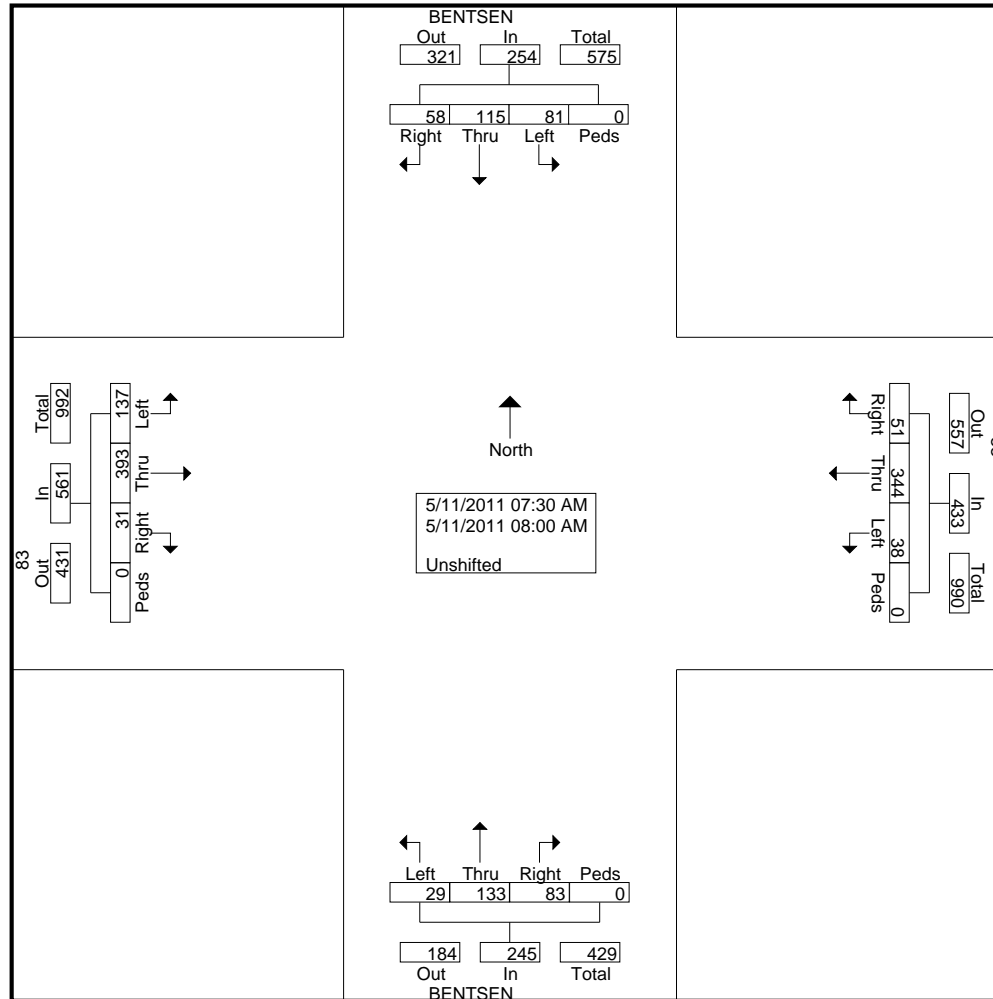 BENTSEN
Out In Total
321 254 575
58 115 81 0
Right Thru Left Peds
Total
992
In
561
83
Out
431
137
393
31
0
Left
Thru
Right
Peds
North
5/11/2011 07:30 AM
5/11/2011 08:00 AM
Unshifted
Right
Thru
Left
Peds
51
344
38
0
Out
557
In
433
Total
990
Left Thru Right Peds
29 133 83 0
184 245 429
Out In Total
BENTSEN